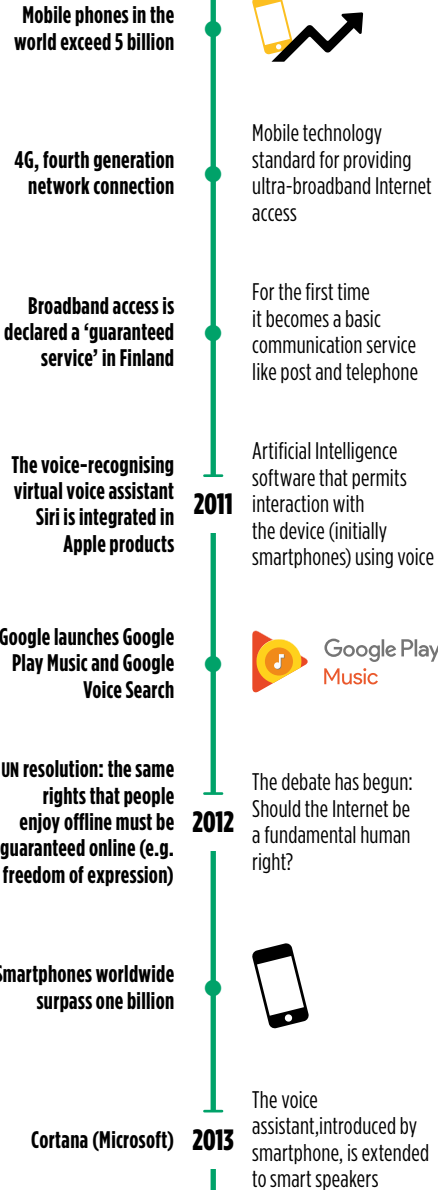 Mobile phones in the
world exceed 5 billion
4G, fourth generation
network connection
Mobile technology
standard for providing
ultra-broadband Internet
access
Broadband access is
declared a ‘guaranteed
service’ in Finland
For the first time
it becomes a basic
communication service
like post and telephone
The voice-recognising
virtual voice assistant
Siri is integrated in
Apple products
2011
Artificial Intelligence
software that permits
interaction with
the device (initially
smartphones) using voice
Google launches Google
Play Music and Google
Voice Search
Google Play
Music
UN resolution: the same
rights that people
enjoy offline must be
guaranteed online (e.g.
freedom of expression)
2012
The debate has begun:
Should the Internet be
a fundamental human
right?
Smartphones worldwide
surpass one billion
Cortana (Microsoft)
2013
The voice
assistant,introduced by
smartphone, is extended
to smart speakers